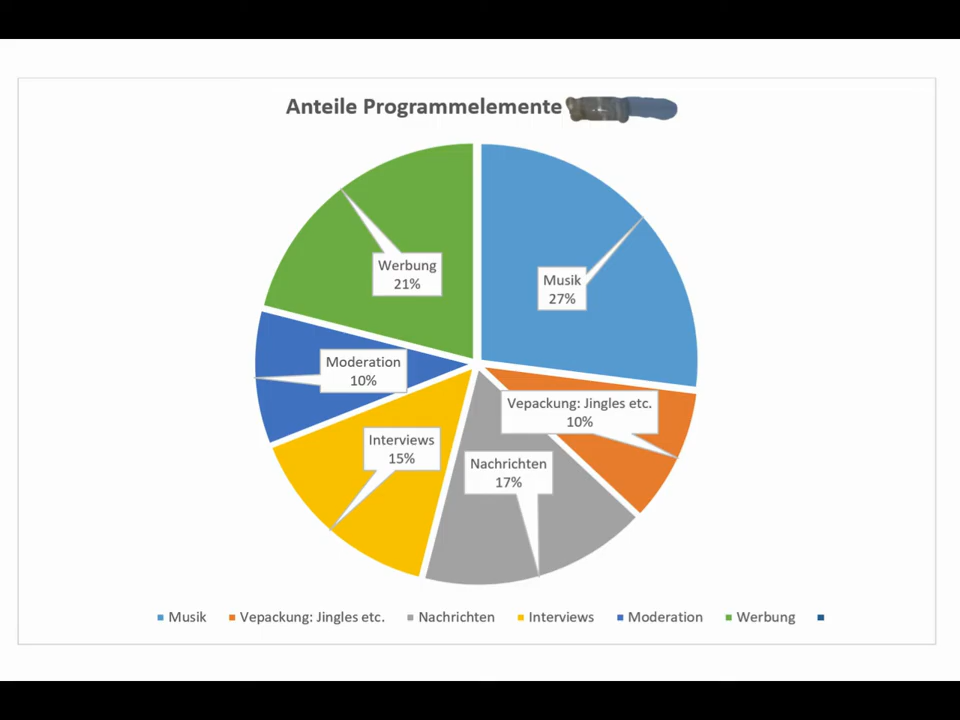 Anteile Programmelemente
Werbung
21%
Musik
27%
Moderation
10%
Vepackung: Jingles etc.
10%
Interviews
15%
Nachrichten
17%
Musik Vepackung: Jingles etc. Nachrichten Interviews Moderation Werbung